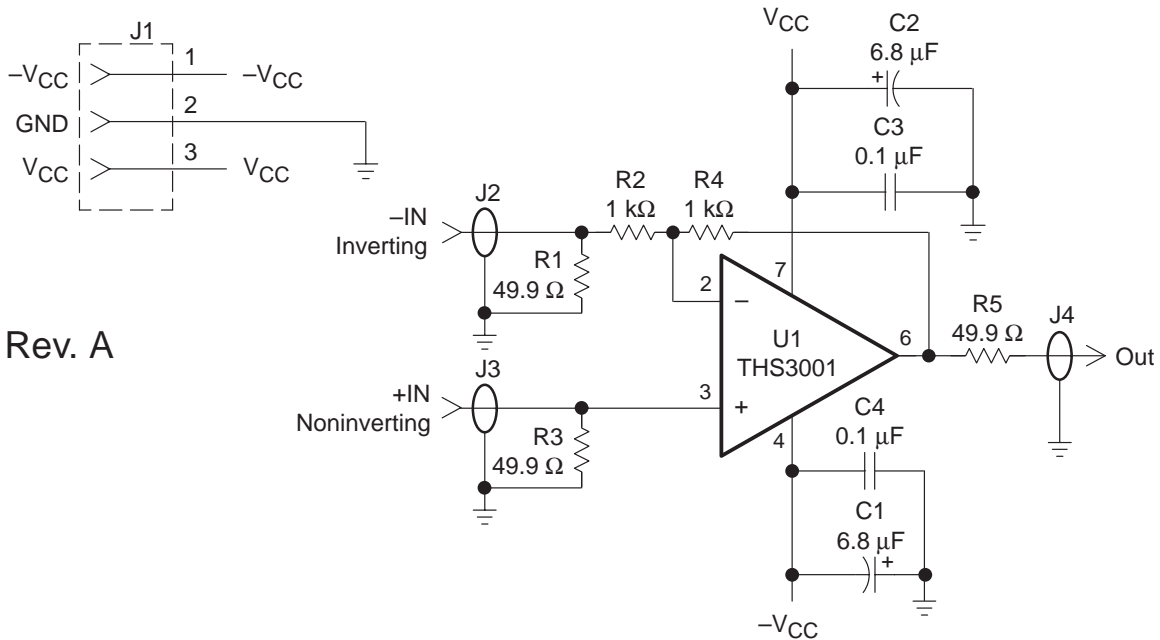 J1
1
–VCC
–VCC
2
GND
3
VCC
VCC
VCC
C2
6.8 μF
+
C3
0.1 μF
J2
–IN
Inverting
R2
1 kΩ
R4
1 kΩ
R1
49.9 Ω
2
–
7
U1
THS3001
6
R5
49.9 Ω
J4
Out
Rev. A
J3
+IN
Noninverting
3
+
R3
49.9 Ω
4
C4
0.1 μF
C1
6.8 μF
+
–VCC